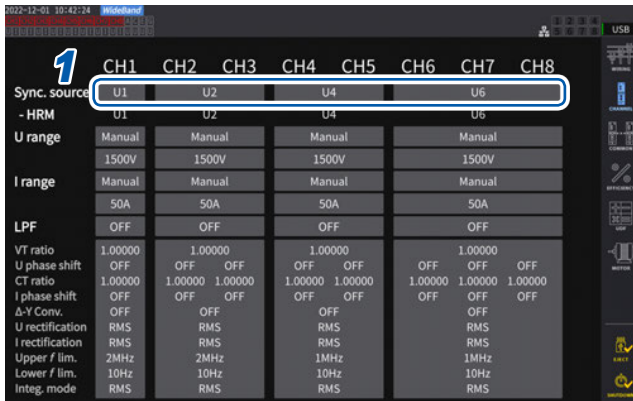 2022-12-01 10:42:24 WideBand
USB
1
CH1 CH2 CH3 CH4 CH5 CH6 CH7 CH8
Sync. source U1 U2 U4 U6
- HRM U1 U2 U4 U6
U range Manual Manual Manual Manual
1500V 1500V 1500V 1500V
I range Manual Manual Manual Manual
50A 50A 50A 50A
LPF OFF OFF OFF OFF
VT ratio 1.00000 1.00000 1.00000 1.00000
U phase shift OFF OFF OFF OFF OFF OFF OFF OFF
CT ratio 1.00000 1.00000 1.00000 1.00000 1.00000 1.00000 1.00000 1.00000
I phase shift OFF OFF OFF OFF OFF OFF OFF OFF
Δ-Y Conv. OFF OFF OFF OFF
U rectification RMS RMS RMS RMS
I rectification RMS RMS RMS RMS
Upper f lim. 2MHz 2MHz 1MHz 1MHz
Lower f lim. 10Hz 10Hz 10Hz 10Hz
Integ. mode RMS RMS RMS RMS
WIRING
CHANNEL
COMMON
EFFICIENCY
UDF
MOTOR
EJECT
SHUTDOWN